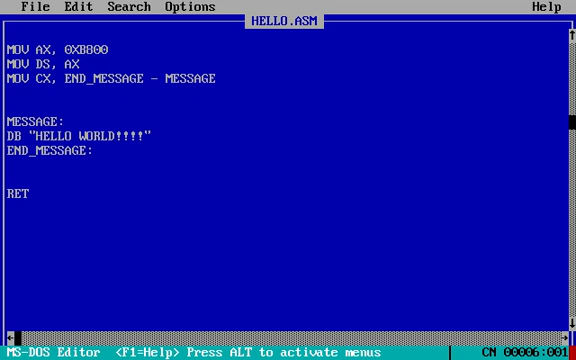 File Edit Search Options Help
HELLO.ASM
MOV AX, 0XB800
MOV DS, AX
MOV CX, END_MESSAGE - MESSAGE
MESSAGE:
DB "HELLO WORLD!!!!"
END_MESSAGE:
RET
MS-DOS Editor <F1=Help> Press ALT to activate menus CN 00006:001